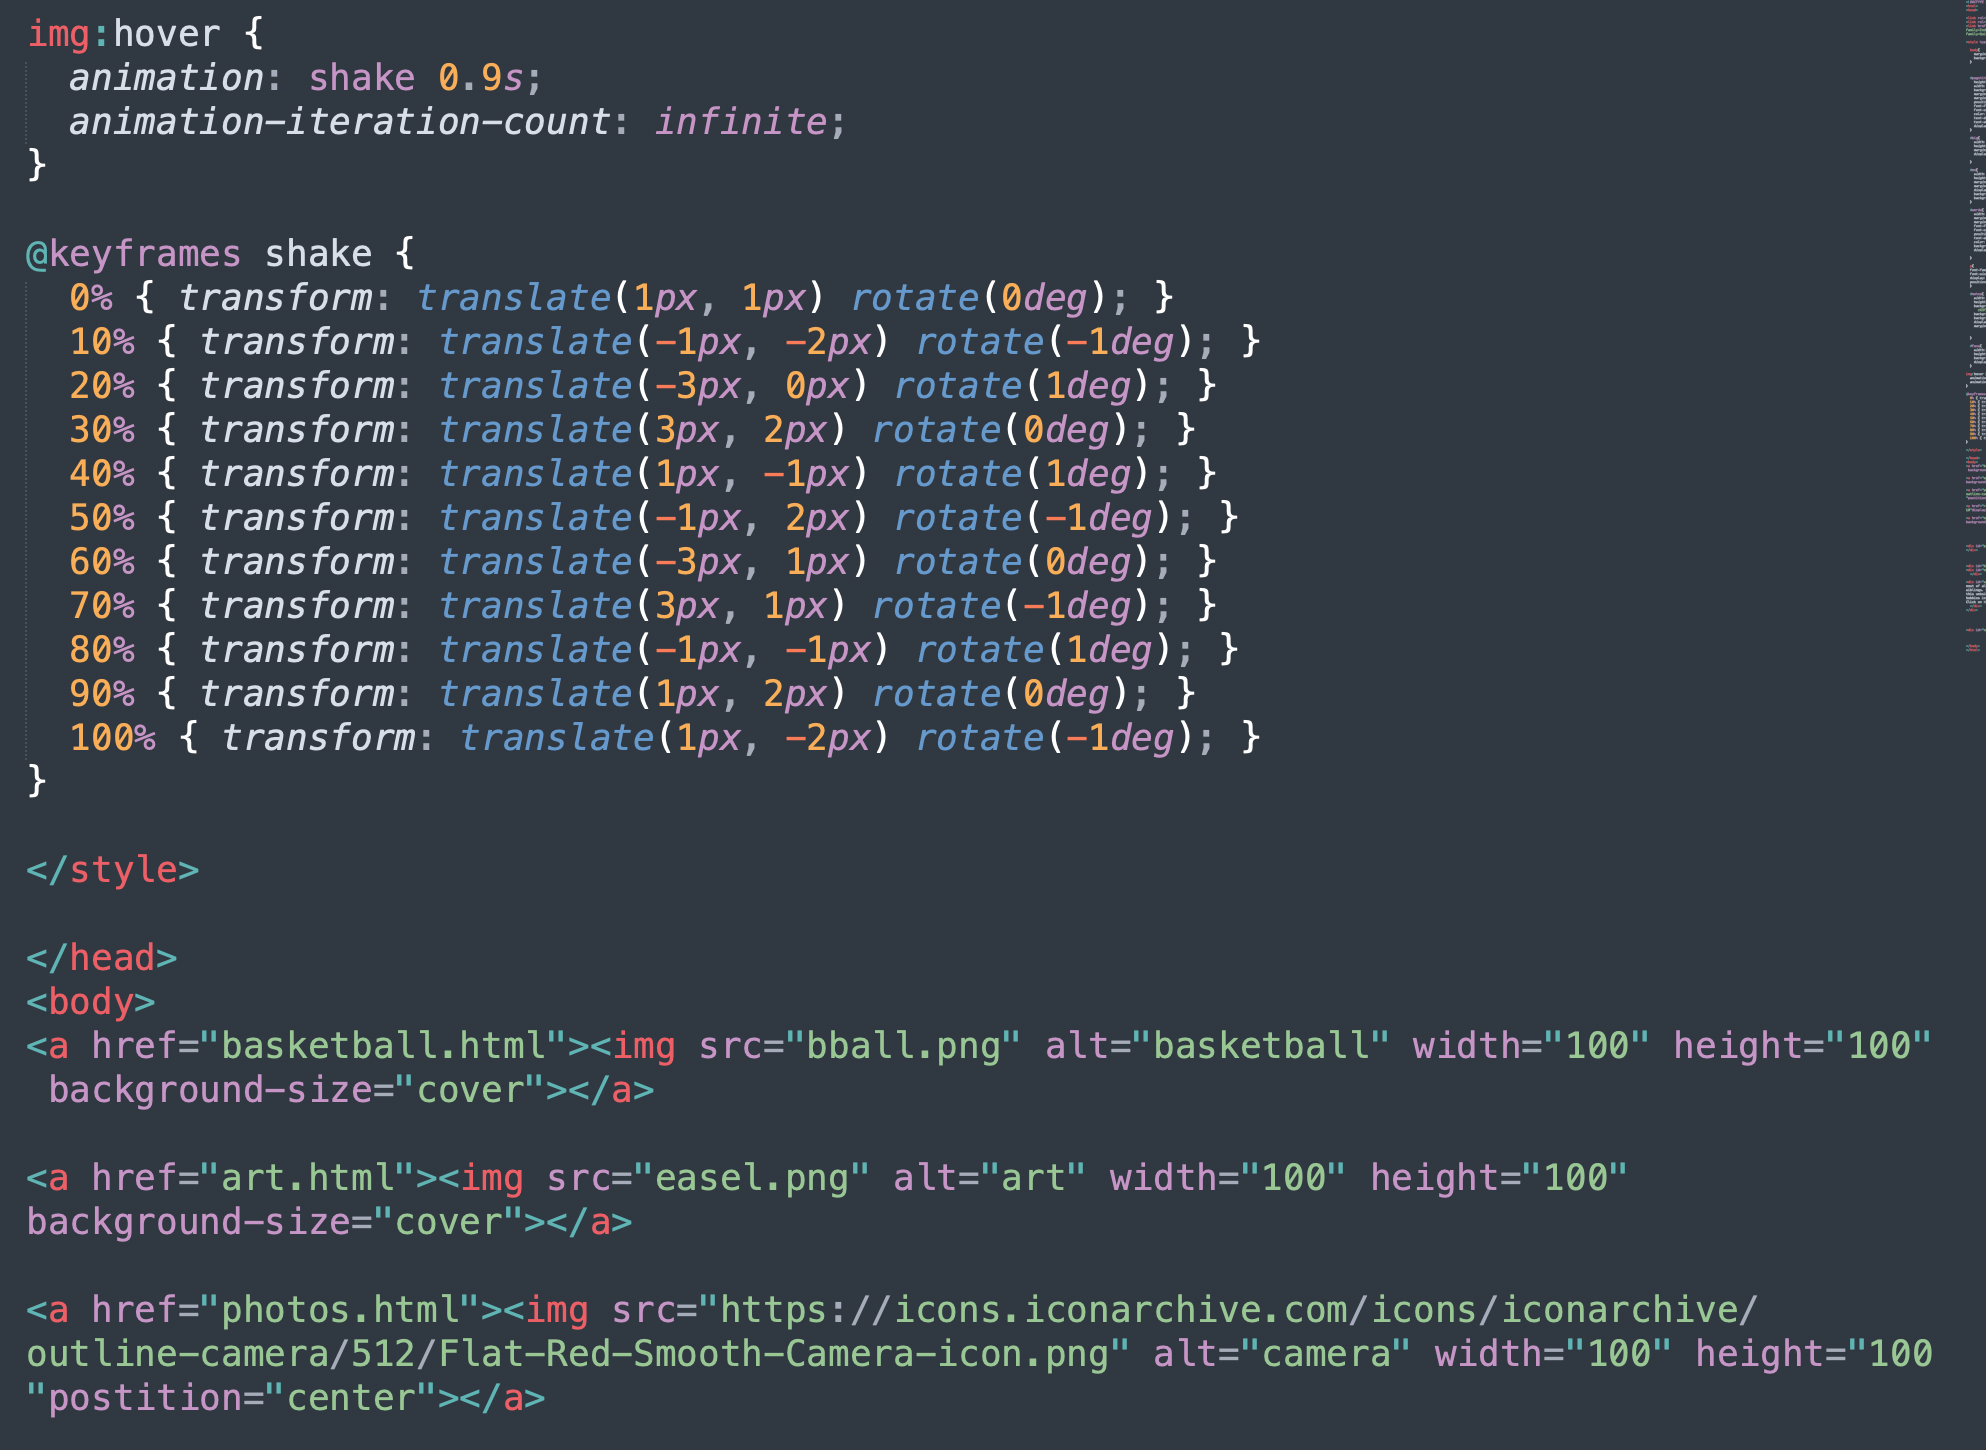 img:hover {
  animation: shake 0.9s;
  animation-iteration-count: infinite;
}

@keyframes shake {
  0% { transform: translate(1px, 1px) rotate(0deg); }
  10% { transform: translate(-1px, -2px) rotate(-1deg); }
  20% { transform: translate(-3px, 0px) rotate(1deg); }
  30% { transform: translate(3px, 2px) rotate(0deg); }
  40% { transform: translate(1px, -1px) rotate(1deg); }
  50% { transform: translate(-1px, 2px) rotate(-1deg); }
  60% { transform: translate(-3px, 1px) rotate(0deg); }
  70% { transform: translate(3px, 1px) rotate(-1deg); }
  80% { transform: translate(-1px, -1px) rotate(1deg); }
  90% { transform: translate(1px, 2px) rotate(0deg); }
  100% { transform: translate(1px, -2px) rotate(-1deg); }
}

</style>

</head>
<body>
<a href="basketball.html"><img src="bball.png" alt="basketball" width="100" height="100"
 background-size="cover"></a>

<a href="art.html"><img src="easel.png" alt="art" width="100" height="100"
background-size="cover"></a>

<a href="photos.html"><img src="https://icons.iconarchive.com/icons/iconarchive/
outline-camera/512/Flat-Red-Smooth-Camera-icon.png" alt="camera" width="100" height="100
"postition="center"></a>